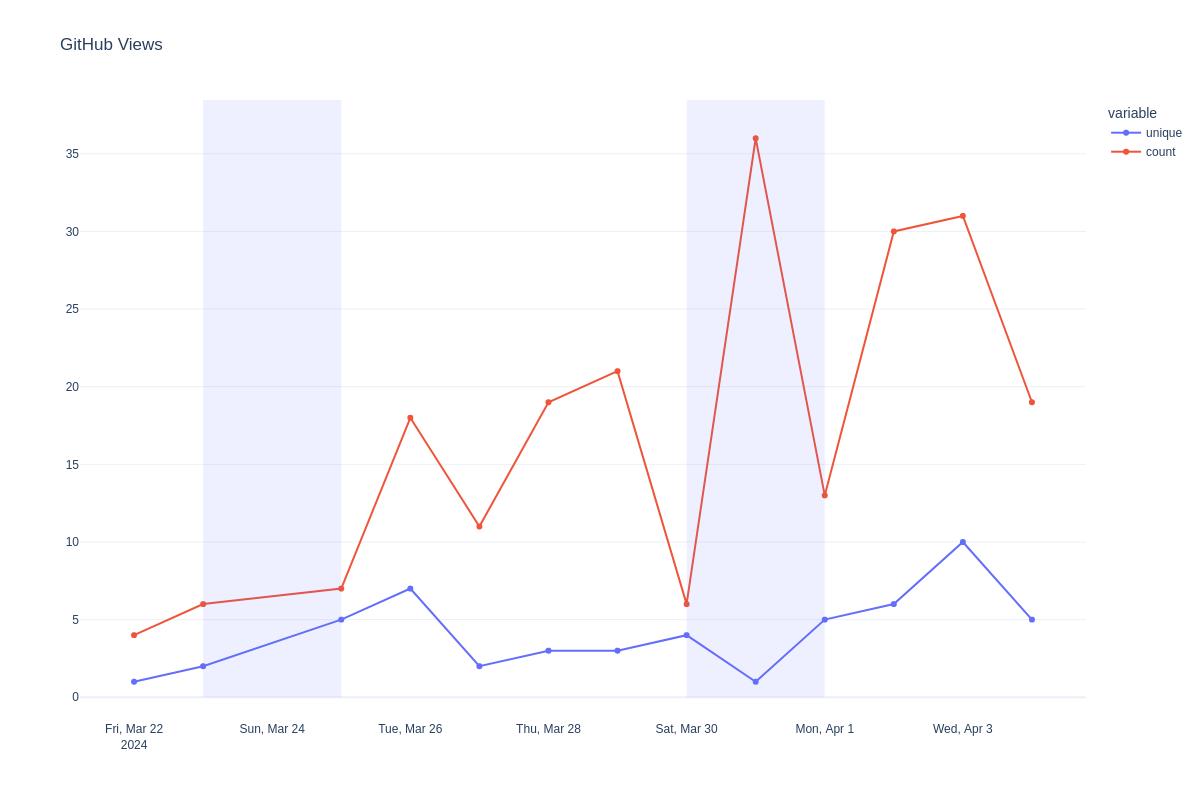 GitHub Views
variable
unique
count
35
30
25
20
15
10
5
0
Fri, Mar 22
2024
Sun, Mar 24
Tue, Mar 26
Thu, Mar 28
Sat, Mar 30
Mon, Apr 1
Wed, Apr 3